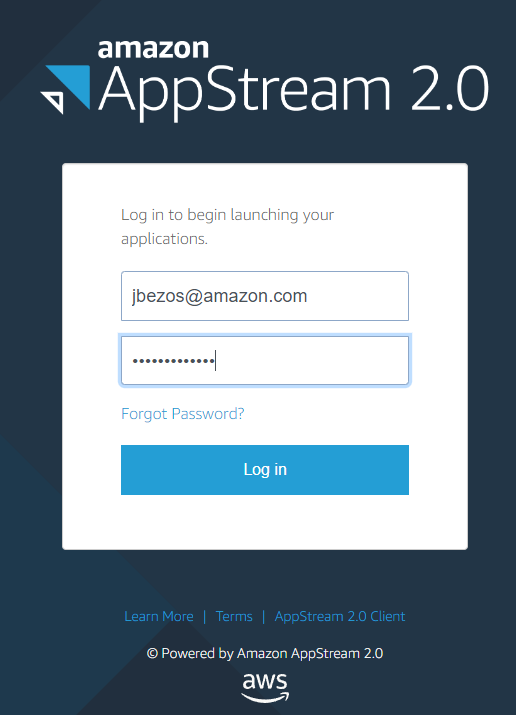 amazon
AppStream 2.0
Log in to begin launching your
applications.
jbezos@amazon.com
•••••••••••••
Forgot Password?
Log in
Learn More | Terms | AppStream 2.0 Client
© Powered by Amazon AppStream 2.0
aws